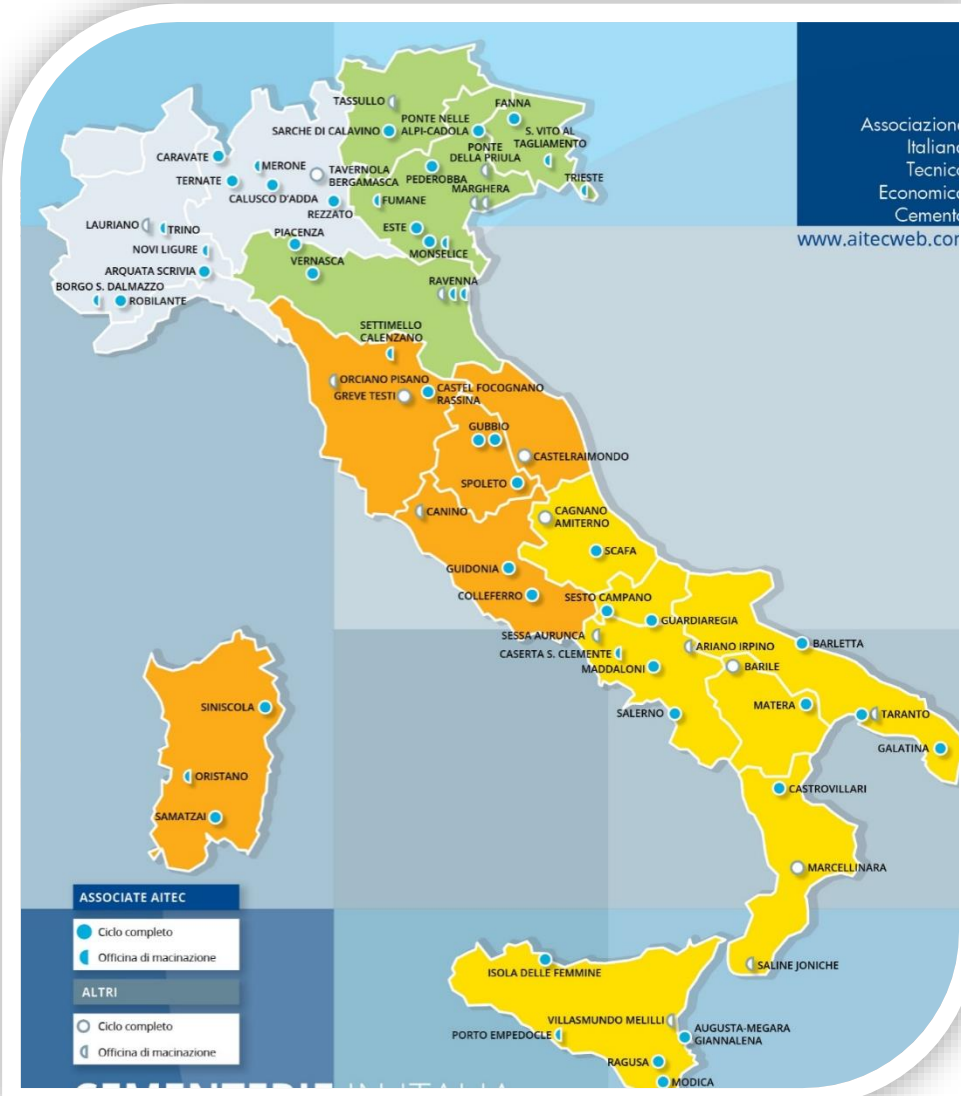 Associazione
Italiana
Tecnico
Economica
Cemento
www.aitecweb.com
TASSULLO
FANNA
PONTE NELLE
ALPI-CADOLA
SARCHE DI CALAVINO
S. VITO AL
TAGLIAMENTO
PONTE
DELLA PRIULA
CARAVATE
MERONE
TAVERNOLA
BERGAMASCA
PEDEROBBA
TERNATE
CALUSCO D'ADDA
MARGHERA
TRIESTE
REZZATO
FUMANE
LAURIANO
TRINO
ESTE
NOVI LIGURE
PIACENZA
MONSELICE
VERNASCA
ARQUATA SCRIVIA
BORGO S. DALMAZZO
ROBILANTE
RAVENNA
SETTIMELLO
CALENZANO
ORCIANO PISANO
GREVE TESTI
CASTEL FOCOGNANO
RASSINA
GUBBIO
CASTELRAIMONDO
SPOLETO
CANINO
CAGNANO
AMITERNO
SCAFA
GUIDONIA
COLLEFERRO
SESTO CAMPANO
GUARDIAREGIA
SESSA AURUNCA
ARIANO IRPINO
BARLETTA
CASERTA S. CLEMENTE
MADDALONI
BARILE
SINISCOLA
SALERNO
MATERA
TARANTO
GALATINA
ORISTANO
CASTROVILLARI
SAMATZAI
MARCELLINARA
ASSOCIATE AITEC
Ciclo completo
Officina di macinazione
ALTRI
Ciclo completo
Officina di macinazione
SALINE JONICHE
ISOLA DELLE FEMMINE
VILLASMUNDO MELILLI
PORTO EMPEDOCLE
AUGUSTA-MEGARA
GIANNALENA
RAGUSA
MODICA
CEMENTERIE IN ITALIA